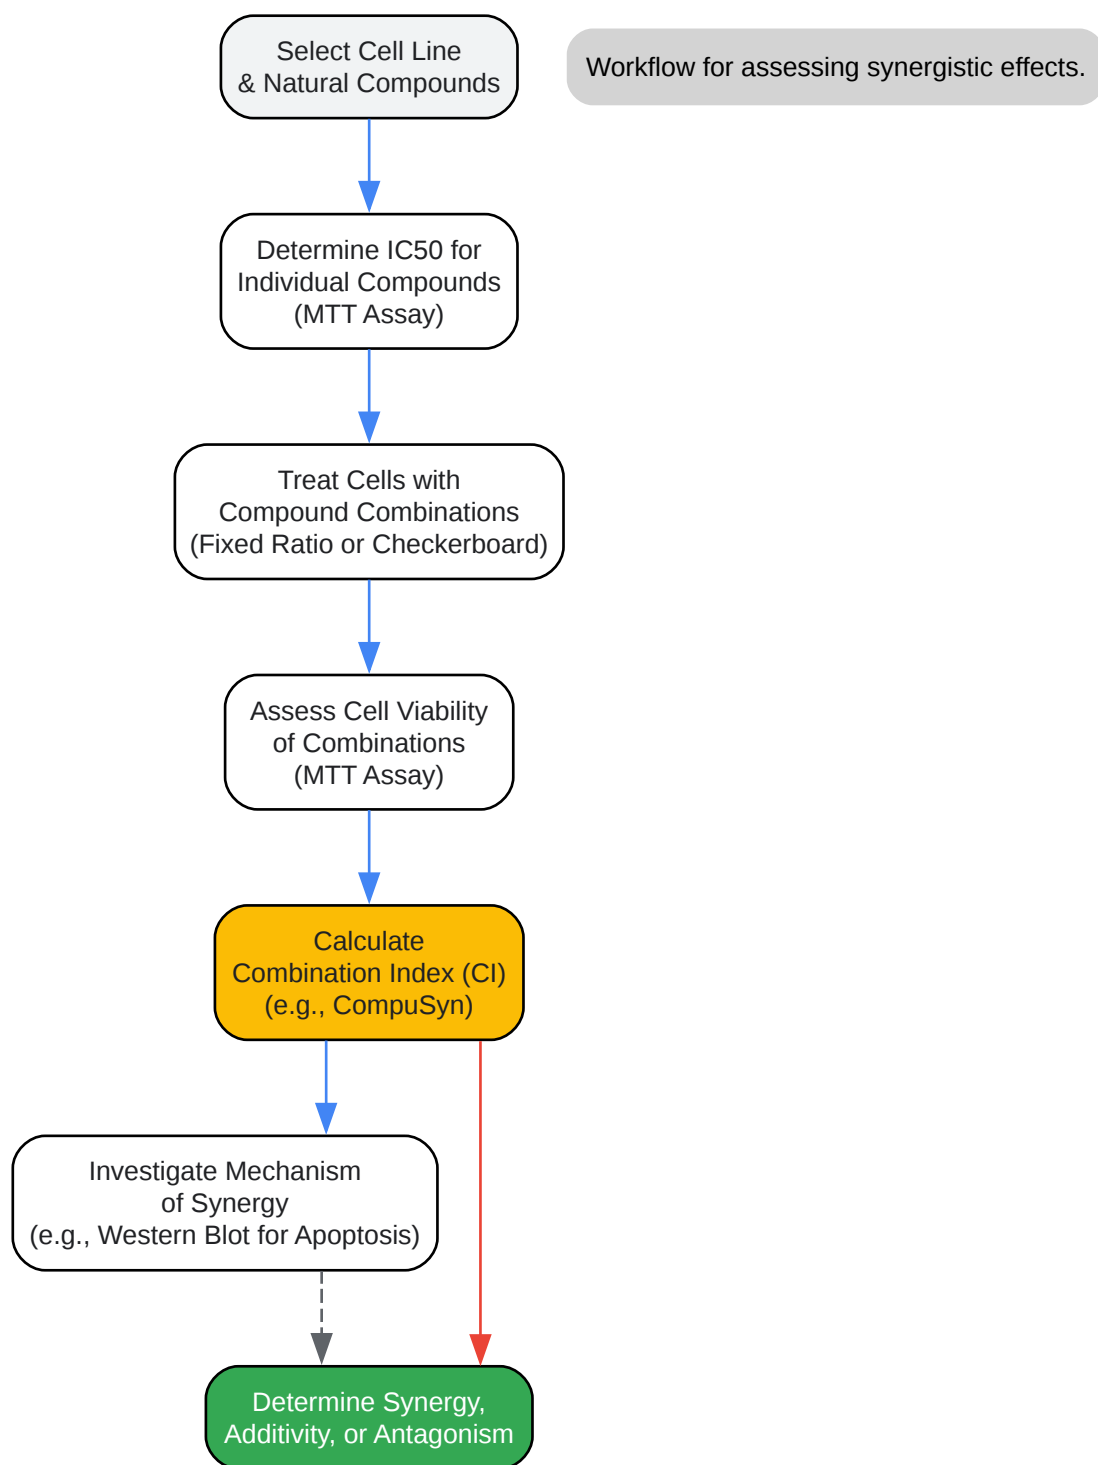 Select Cell Line
& Natural Compounds
Workflow for assessing synergistic effects.
Determine IC50 for
Individual Compounds
(MTT Assay)
Treat Cells with
Compound Combinations
(Fixed Ratio or Checkerboard)
Assess Cell Viability
of Combinations
(MTT Assay)
Calculate
Combination Index (CI)
(e.g., CompuSyn)
Investigate Mechanism
of Synergy
(e.g., Western Blot for Apoptosis)
Determine Synergy,
Additivity, or Antagonism